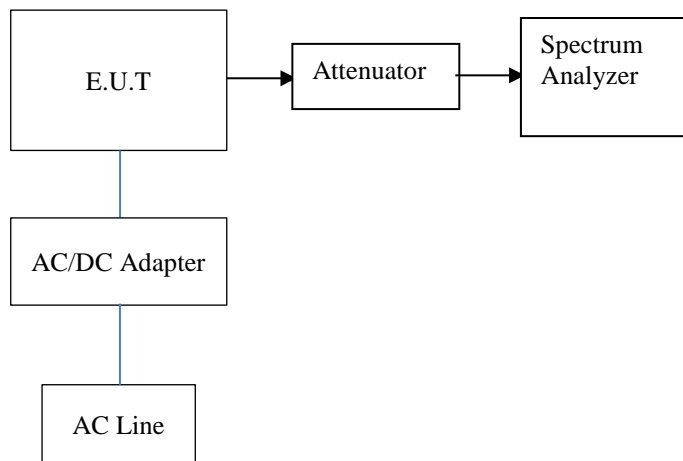 E.U.T
Attenuator
Spectrum
Analyzer
AC/DC Adapter
AC Line